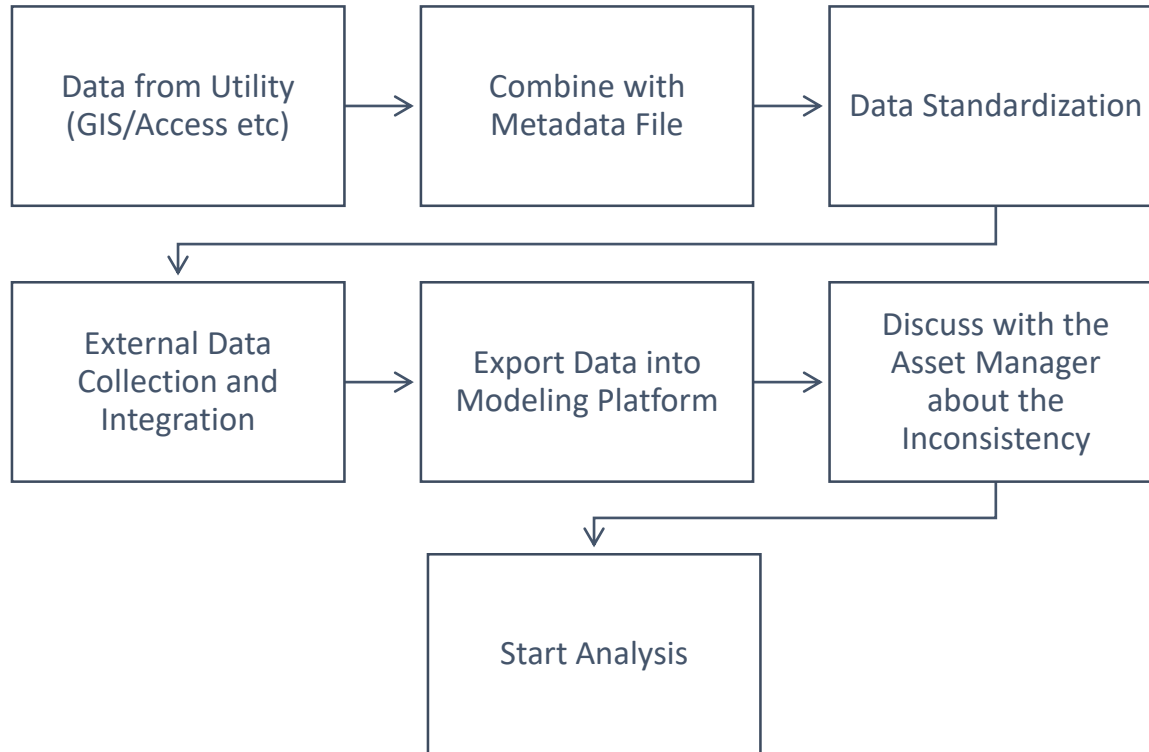 Data from Utility
(GIS/Access etc)
Combine with
Metadata File
Data Standardization
External Data
Collection and
Integration
Export Data into
Modeling Platform
Discuss with the
Asset Manager
about the
Inconsistency
Start Analysis